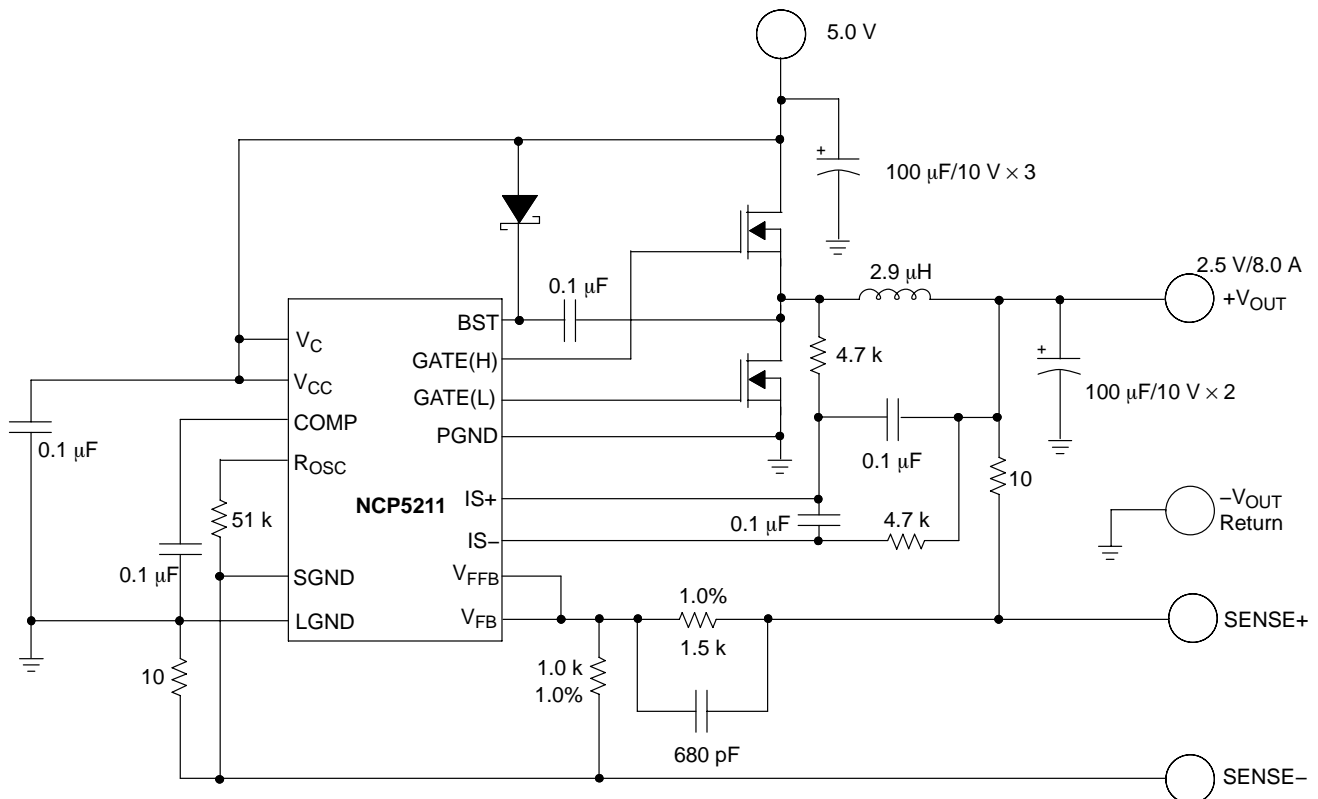 5.0 V
100 μF/10 V × 3
2.9 μH
2.5 V/8.0 A
+VOUT
0.1 μF
BST
VC
GATE(H)
4.7 k
VCC
GATE(L)
100 μF/10 V × 2
COMP
PGND
0.1 μF
0.1 μF
ROSC
10
NCP5211
IS+
−VOUT
Return
51 k
0.1 μF
4.7 k
IS−
0.1 μF
SGND
VFFB
1.0%
LGND
VFB
SENSE+
1.5 k
10
1.0 k
1.0%
680 pF
SENSE−